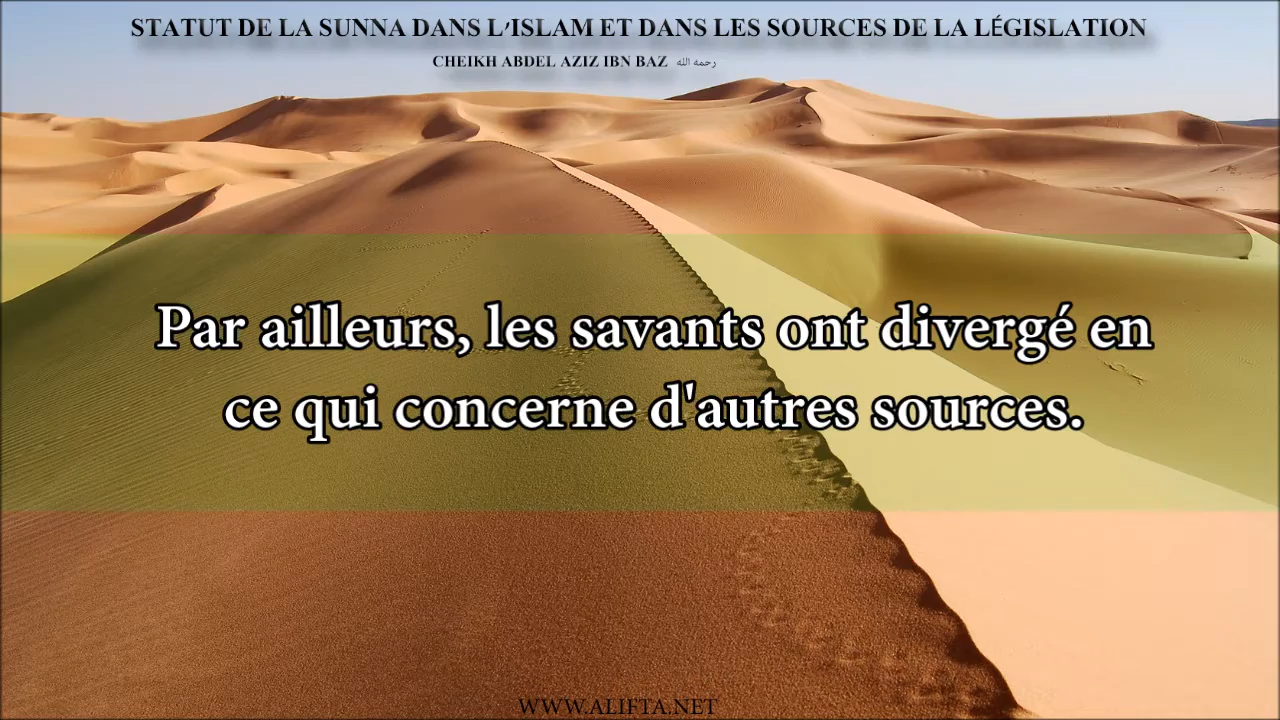 STATUT DE LA SUNNA DANS L'ISLAM ET DANS LES SOURCES DE LA LÉGISLATION
CHEIKH ABDEL AZIZ IBN BAZ رحمه الله
Par ailleurs, les savants ont divergé en
ce qui concerne d'autres sources.
WWW.ALIFTA.NET